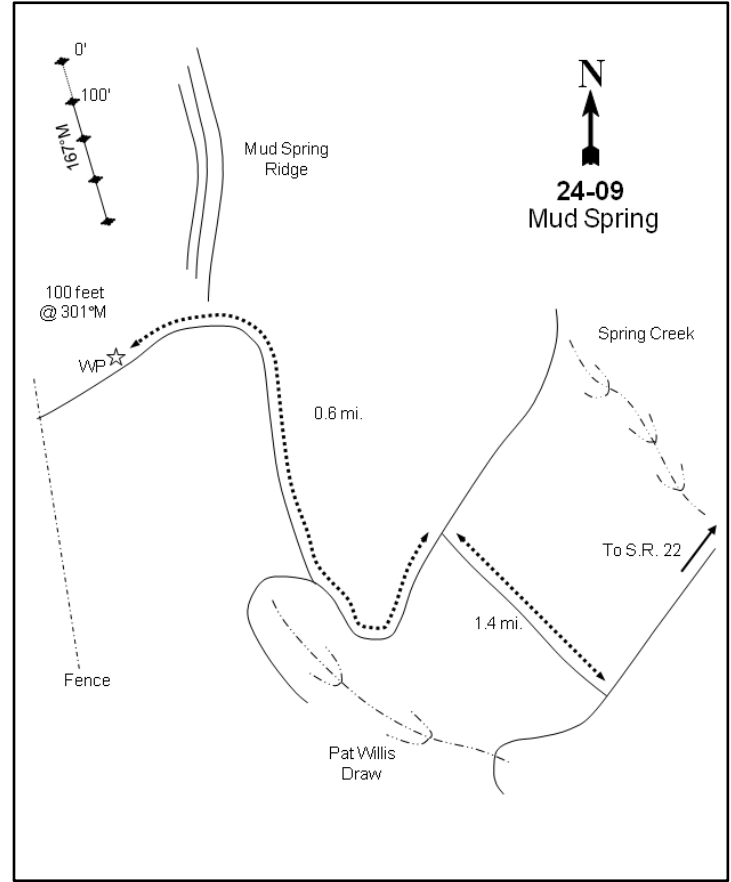 0'
100'
167°M
Mud Spring
Ridge
N
24-09
Mud Spring
100 feet
@ 301°M
WP
Spring Creek
0.6 mi.
To S.R. 22
1.4 mi.
Fence
Pat Willis
Draw